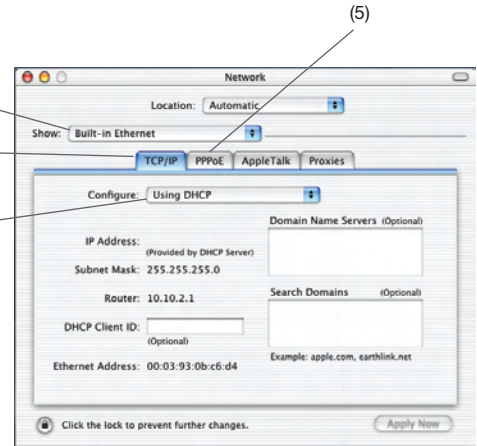 (5)
Network
Location: Automatic
Show: Built-in Ethernet
TCP/IP PPPoE AppleTalk Proxies
Configure: Using DHCP
Domain Name Servers (Optional)
IP Address:
(Provided by DHCP Server)
Subnet Mask: 255.255.255.0
Router: 10.10.2.1
Search Domains (Optional)
DHCP Client ID:
(Optional)
Example: apple.com, earthlink.net
Ethernet Address: 00:03:93:0b:c6:d4
Click the lock to prevent further changes.
Apply Now